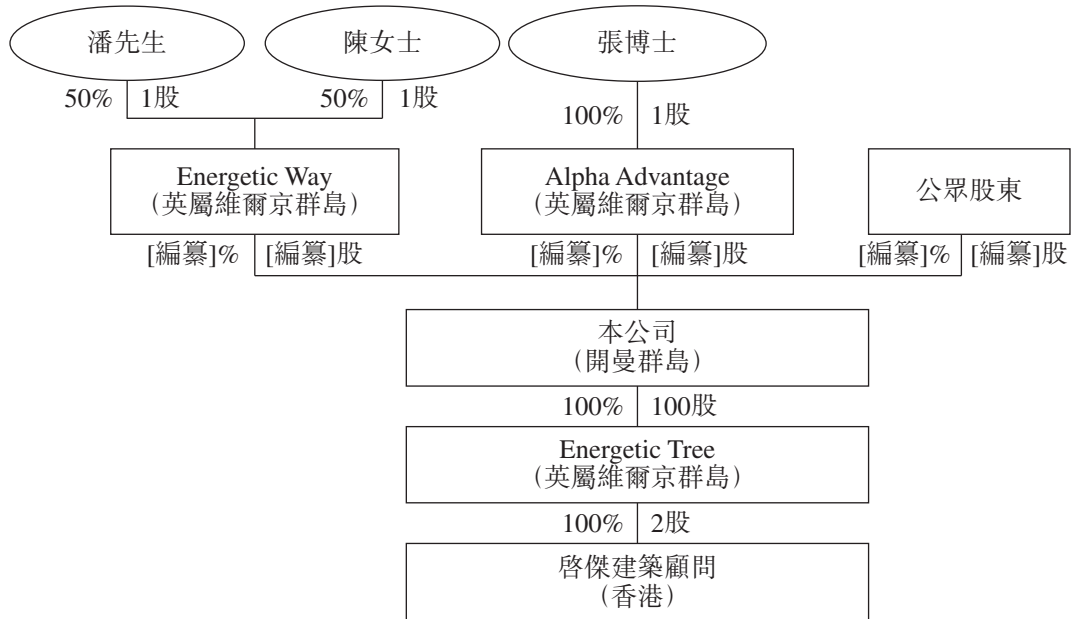 潘先生
陳女士
張博士
50% 1股
50% 1股
100% 1股
Energetic Way
(英屬維爾京群島)
Alpha Advantage
(英屬維爾京群島)
公眾股東
[編纂]% [編纂]股
[編纂]% [編纂]股
[編纂]% [編纂]股
本公司
(開曼群島)
100% 100股
Energetic Tree
(英屬維爾京群島)
100% 2股
啓傑建築顧問
(香港)